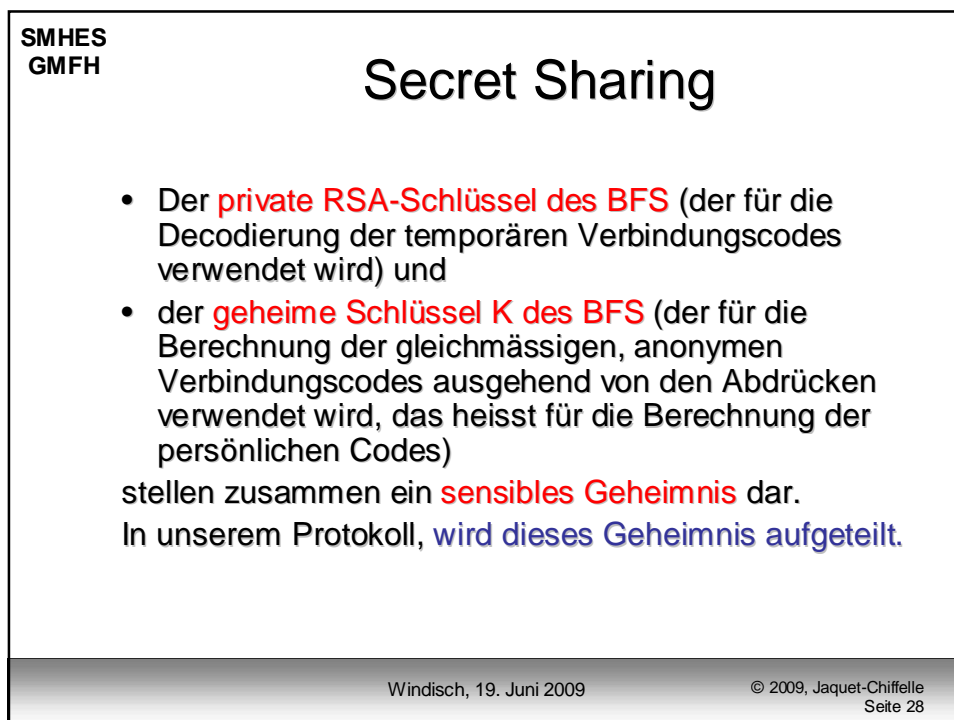 SMHES
GMFH
Secret Sharing
• Der private RSA-Schlüssel des BFS (der für die
Decodierung der temporären Verbindungscodes
verwendet wird) und
• der geheime Schlüssel K des BFS (der für die
Berechnung der gleichmässigen, anonymen
Verbindungscodes ausgehend von den Abdrücken
verwendet wird, das heisst für die Berechnung der
persönlichen Codes)
stellen zusammen ein sensibles Geheimnis dar.
In unserem Protokoll, wird dieses Geheimnis aufgeteilt.
Windisch, 19. Juni 2009
© 2009, Jaquet-Chiffelle
Seite 28